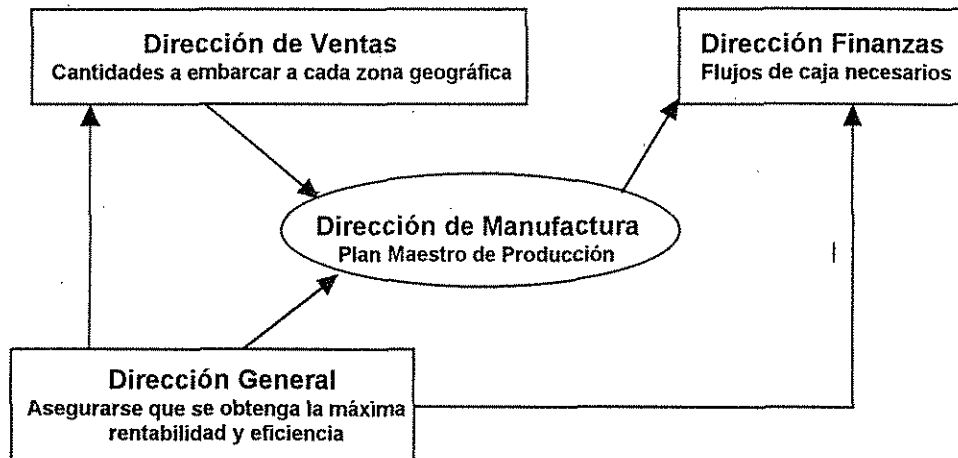 Dirección de Ventas
Cantidades a embarcar a cada zona geográfica
Dirección Finanzas
Flujos de caja necesarios
Dirección de Manufactura
Plan Maestro de Producción
Dirección General
Asegurarse que se obtenga la máxima
rentabilidad y eficiencia